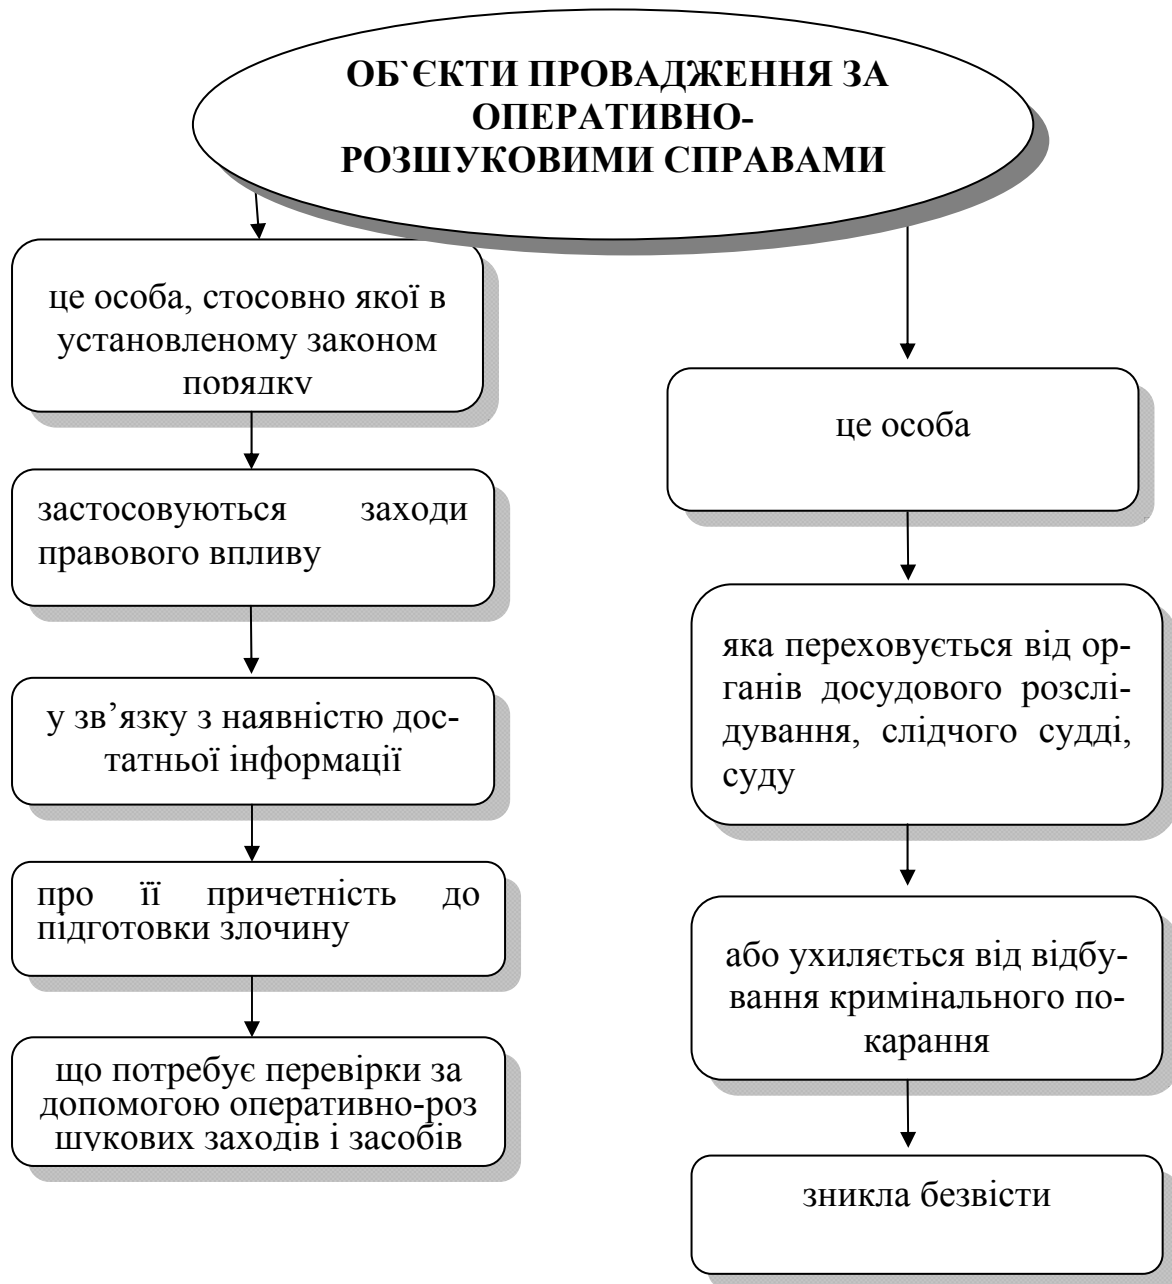 ОБ`ЄКТИ ПРОВАДЖЕННЯ ЗА
ОПЕРАТИВНО-
РОЗШУКОВИМИ СПРАВАМИ
це особа, стосовно якої в
установленому законом
порядку
застосовуються заходи
правового впливу
у зв’язку з наявністю дос-
татньої інформації
про її причетність до
підготовки злочину
що потребує перевірки за
допомогою оперативно-роз
шукових заходів і засобів
це особа
яка переховується від ор-
ганів досудового розслі-
дування, слідчого судді,
суду
або ухиляється від відбу-
вання кримінального по-
карання
зникла безвісти